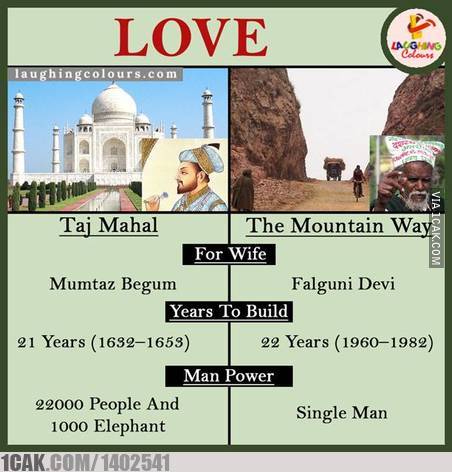 LOVE
LAUGHING
Colours
laughingcolours.com
Taj Mahal
The Mountain Way
For Wife
Mumtaz Begum
Falguni Devi
Years To Build
21 Years (1632–1653)
22 Years (1960–1982)
Man Power
22000 People And
1000 Elephant
Single Man
VIA 1CAK.COM
1CAK.COM/1402541